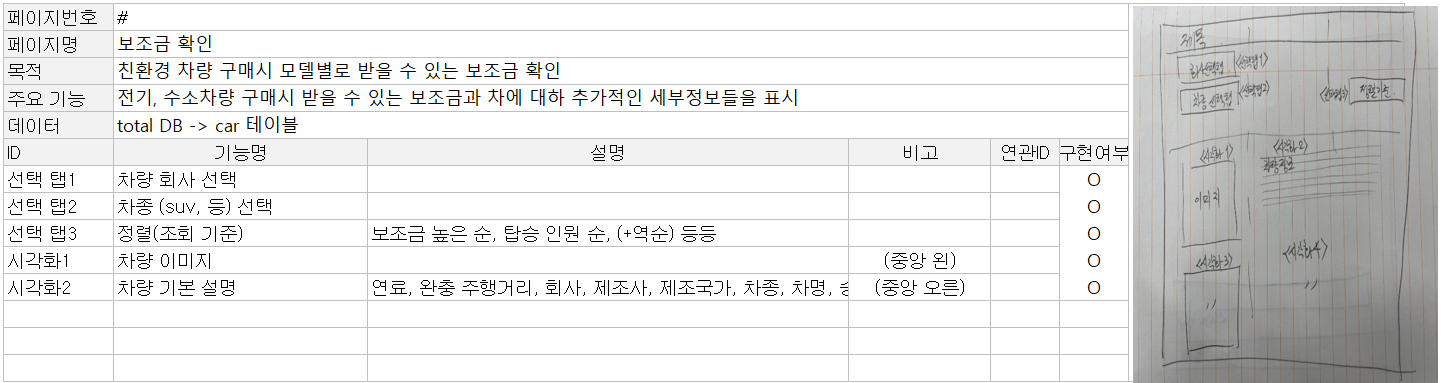 페이지번호 #
페이지명 보조금 확인
목적 친환경 차량 구매시 모델별로 받을 수 있는 보조금 확인
주요 기능 전기, 수소차량 구매시 받을 수 있는 보조금과 차에 대하 추가적인 세부정보들을 표시
데이터 total DB -> car 테이블
ID 기능명 설명 비고 연관ID 구현여부
선택 탭1 차량 회사 선택 O
선택 탭2 차종 (suv, 등) 선택 O
선택 탭3 정렬(조회 기준) 보조금 높은 순, 탑승 인원 순, (+역순) 등등 O
시각화1 차량 이미지 (중앙 왼) O
시각화2 차량 기본 설명 연료, 완충 주행거리, 회사, 제조사, 제조국가, 차종, 차명, 승 (중앙 오른) O
제목
회사선택탭 <선택탭1>
차종 선택탭 <선택탭2> <선택탭3> 정렬기준
<시각화 1> <시각화2>
차량정보
이미지
<시각화3> <시각화4>
,, ,,